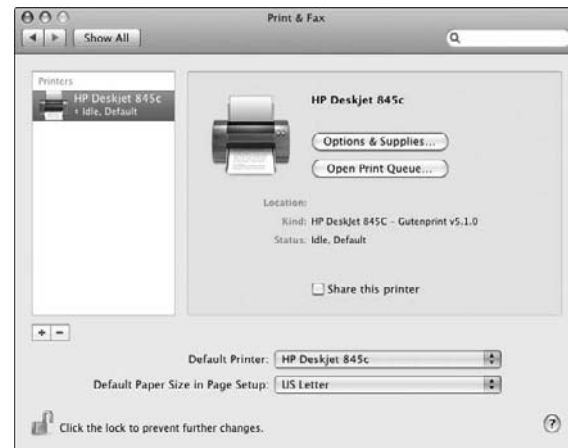 Print & Fax
Show All
Printers
HP Deskjet 845c
• Idle, Default
HP Deskjet 845c
Options & Supplies...
Open Print Queue...
Location:
Kind: HP DeskJet 845C – Gutenprint v5.1.0
Status: Idle, Default
Share this printer
+ −
Default Printer: HP Deskjet 845c
Default Paper Size in Page Setup: US Letter
Click the lock to prevent further changes.
?